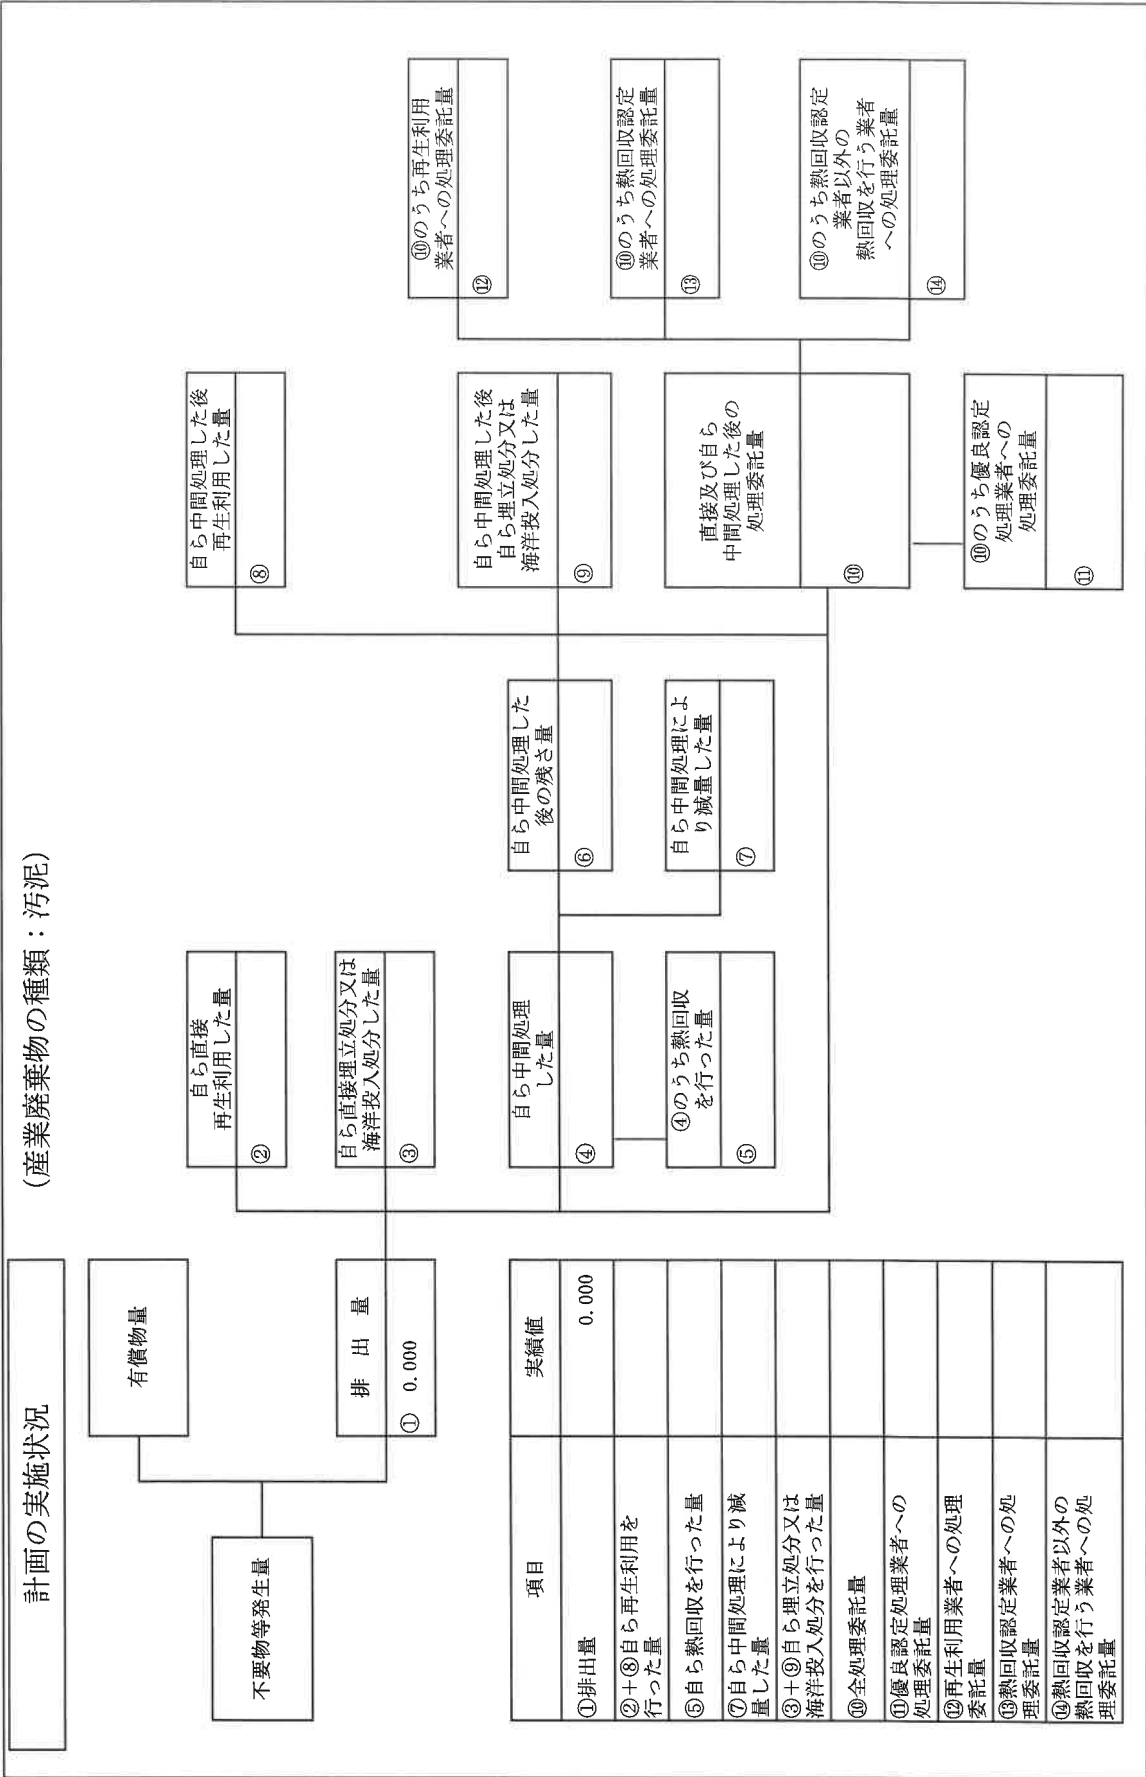 計画の実施状況
(産業廃棄物の種類：汚泥)
不要物等発生量
有償物量
排 出 量
① 0.000
自ら直接
再生利用した量
②
自ら直接埋立処分又は
海洋投入処分した量
③
自ら中間処理
した量
④
④のうち熱回収
を行った量
⑤
自ら中間処理した
後の残さ量
⑥
自ら中間処理によ
り減量した量
⑦
自ら中間処理した後
再生利用した量
⑧
自ら中間処理した後
自ら埋立処分又は
海洋投入処分した量
⑨
直接及び自ら
中間処理した後の
処理委託量
⑩
⑩のうち優良認定
処理業者への
処理委託量
⑪
⑩のうち再生利用
業者への処理委託量
⑫
⑩のうち熱回収認定
業者への処理委託量
⑬
⑩のうち熱回収認定
業者以外の
熱回収を行う業者
への処理委託量
⑭
項目 実績値
①排出量 0.000
②+⑧自ら再生利用を
行った量
⑤自ら熱回収を行った量
⑦自ら中間処理により減
量した量
③+⑨自ら埋立処分又は
海洋投入処分を行った量
⑩全処理委託量
⑪優良認定処理業者への
処理委託量
⑫再生利用業者への処理
委託量
⑬熱回収認定業者への処
理委託量
⑭熱回収認定業者以外の
熱回収を行う業者への処
理委託量